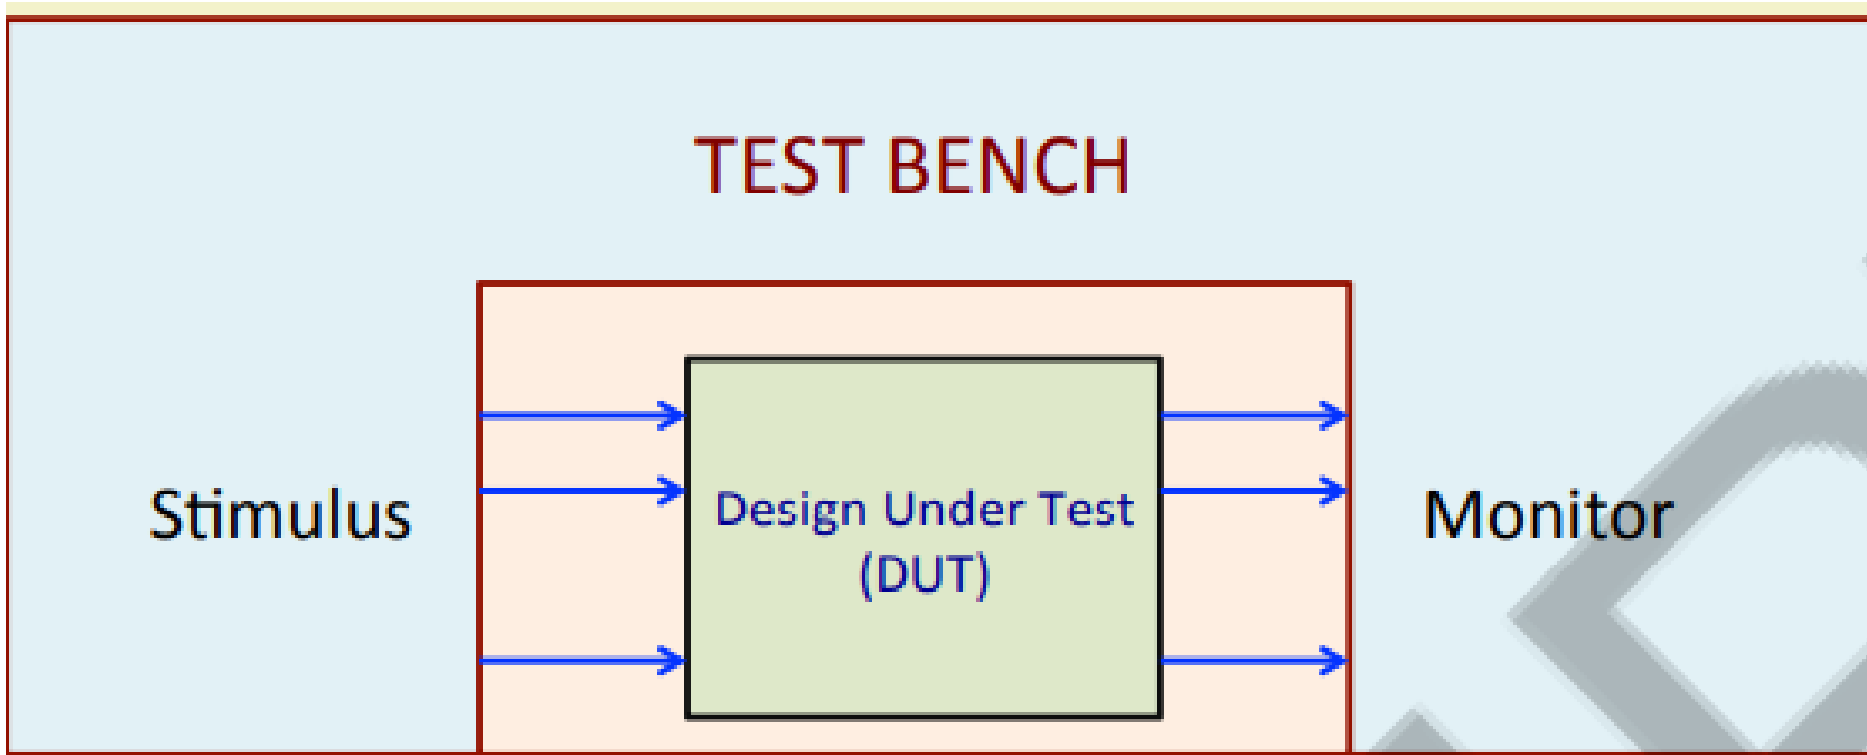 TEST BENCH
Stimulus
Design Under Test
(DUT)
Monitor